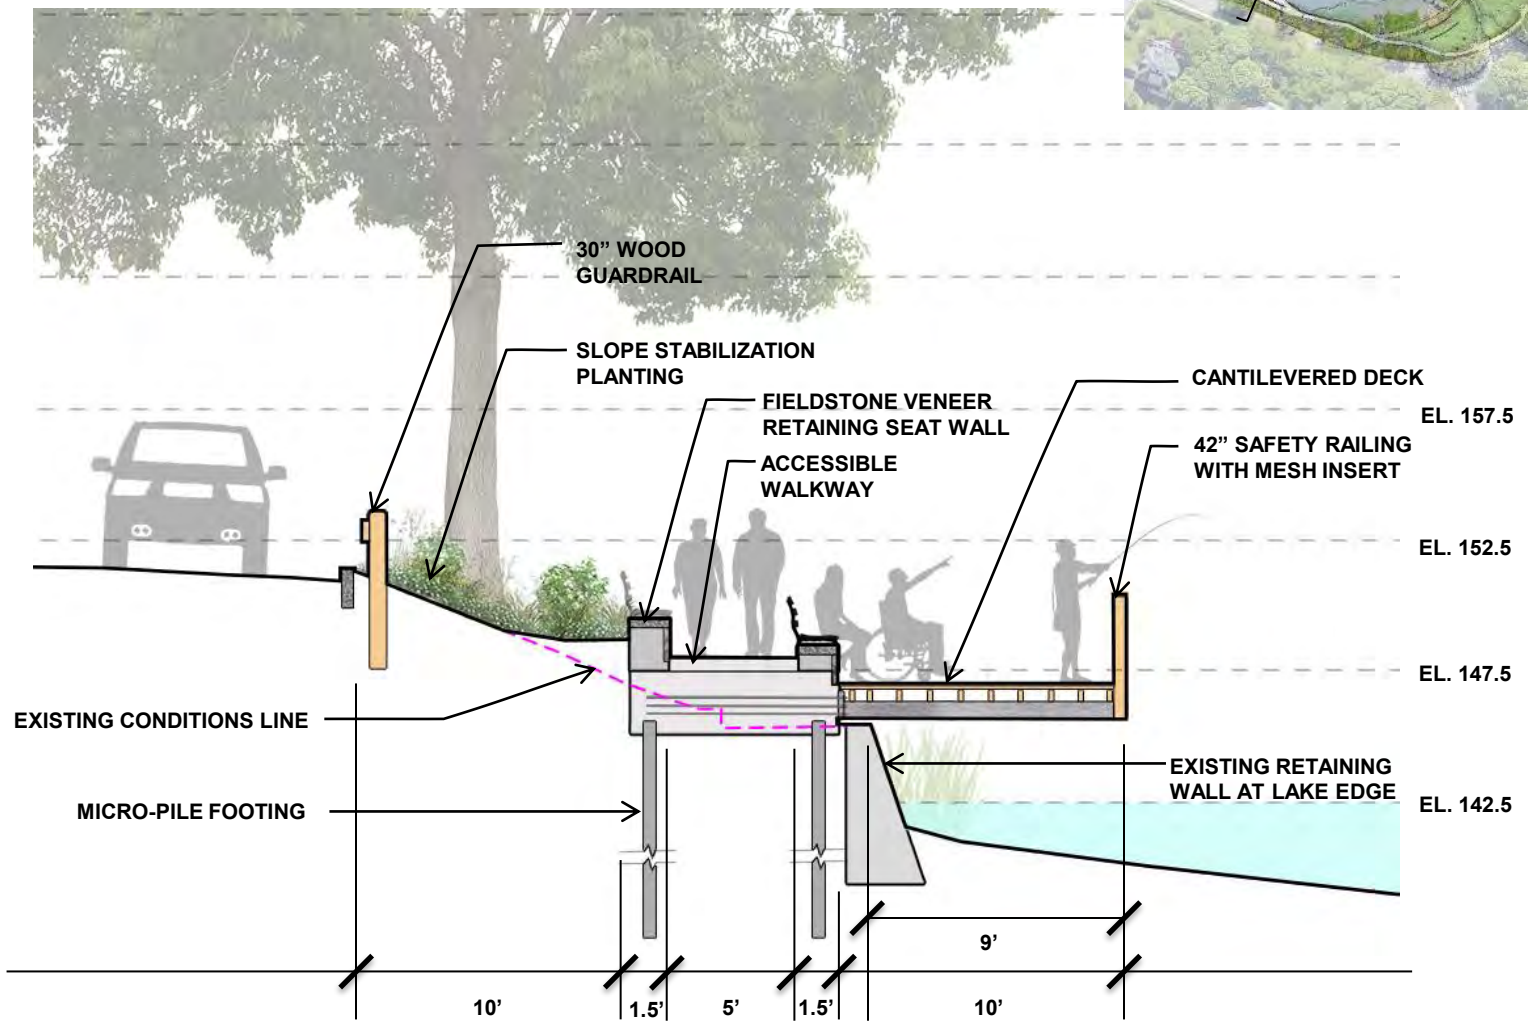 30” WOOD
GUARDRAIL
SLOPE STABILIZATION
PLANTING
CANTILEVERED DECK
FIELDSTONE VENEER
RETAINING SEAT WALL
EL. 157.5
42” SAFETY RAILING
WITH MESH INSERT
ACCESSIBLE
WALKWAY
EL. 152.5
EL. 147.5
EXISTING CONDITIONS LINE
EXISTING RETAINING
WALL AT LAKE EDGE
EL. 142.5
MICRO-PILE FOOTING
9’
10’
1.5’
5’
1.5’
10’